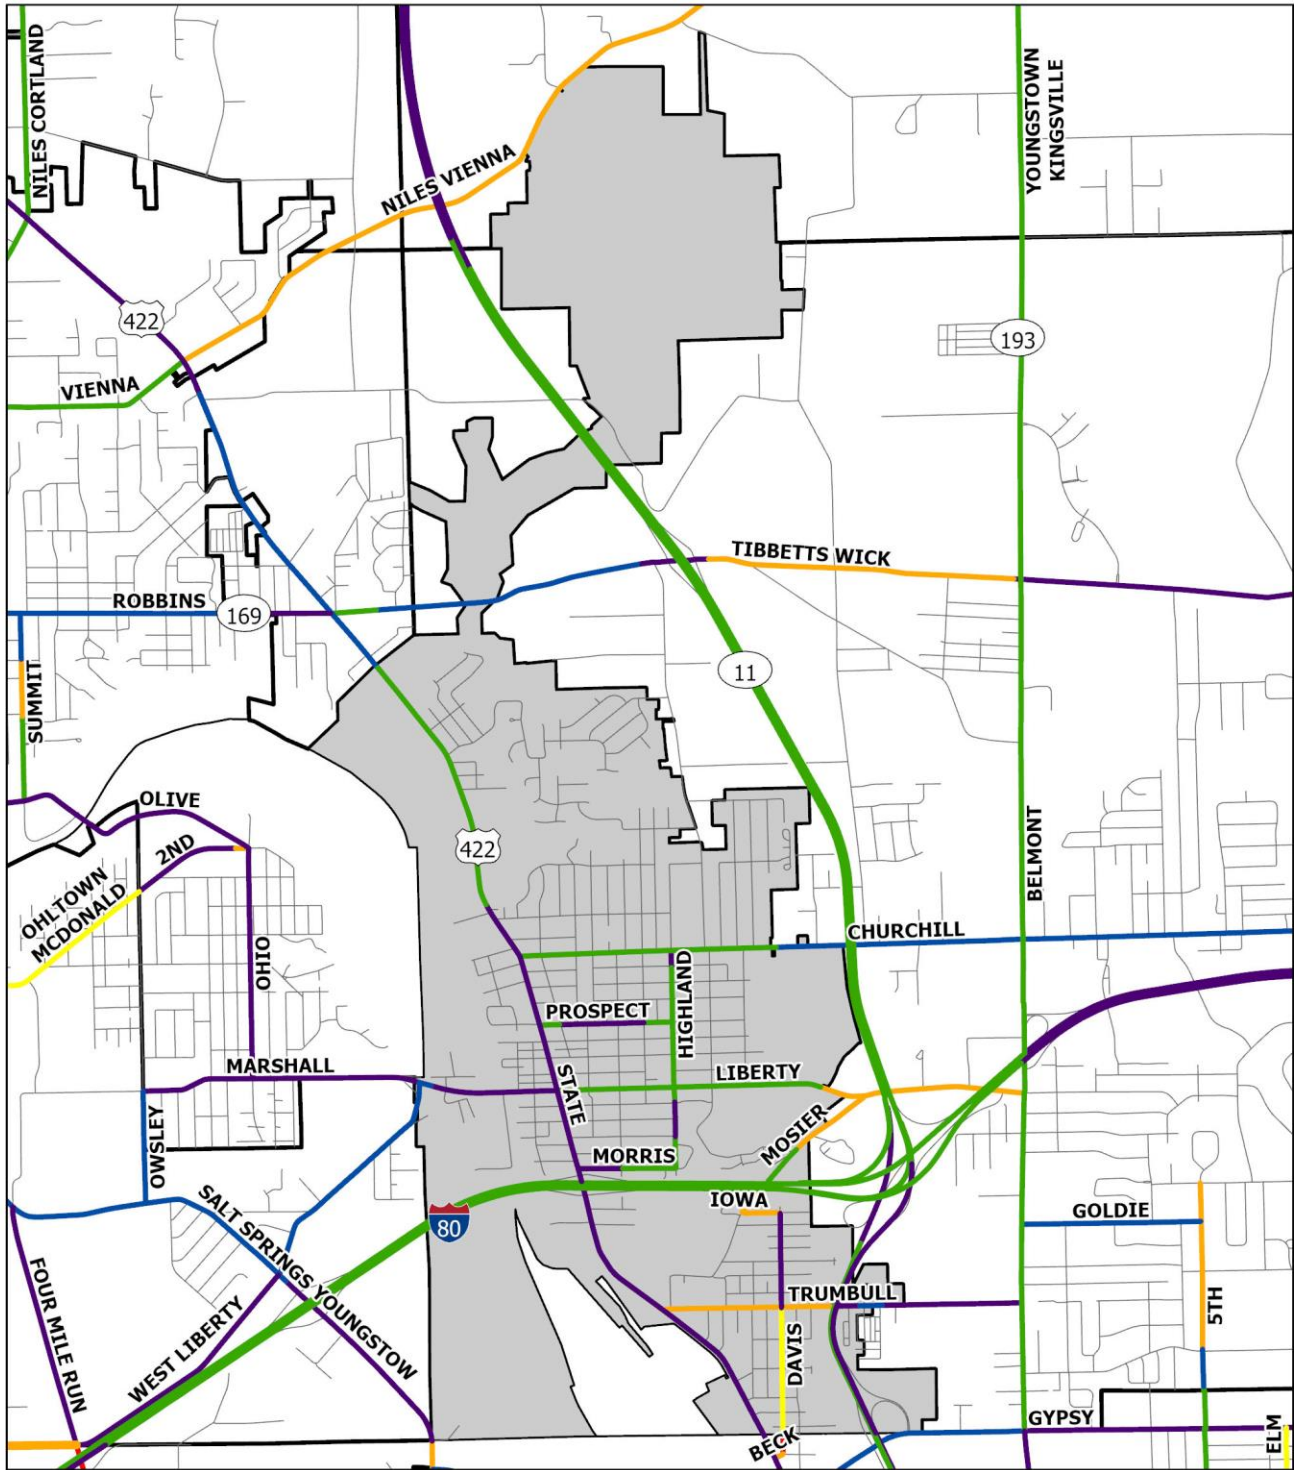 NILES CORTLAND
YOUNGSTOWN
KINGSVILLE
NILES VIENNA
422
193
VIENNA
TIBBETTS WICK
ROBBINS
169
11
SUMMIT
OLIVE
422
2ND
BELMONT
OHLTOWN
MCDONALD
CHURCHILL
OHIO
HIGHLAND
PROSPECT
MARSHALL
LIBERTY
STATE
OWSLEY
MOSIER
MORRIS
IOWA
80
GOLDIE
SALT SPRINGS YOUNGSTOW
FOUR MILE RUN
TRUMBULL
5TH
WEST LIBERTY
DAVIS
GYPSY
BECK
ELM